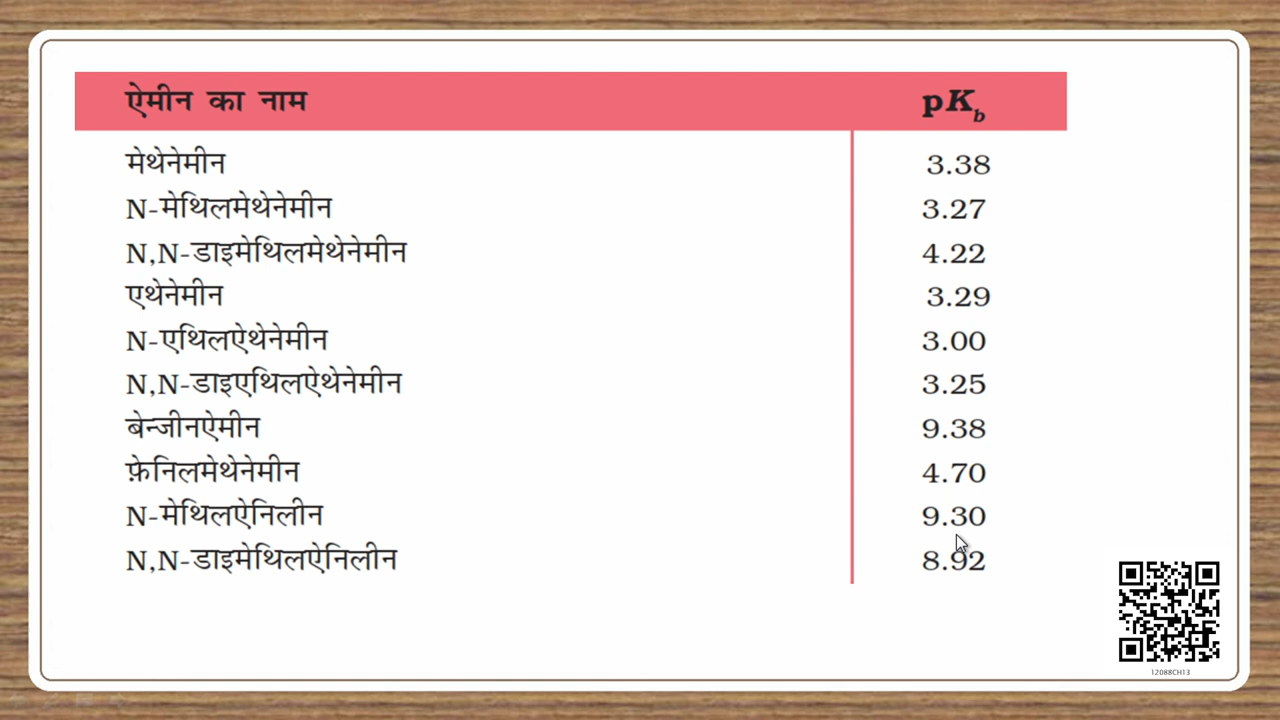 ऐमीन का नाम pKb
मेथेनेमीन 3.38
N-मेथिलमेथेनेमीन 3.27
N,N-डाइमेथिलमेथेनेमीन 4.22
एथेनेमीन 3.29
N-एथिलऐथेनेमीन 3.00
N,N-डाइएथिलऐथेनेमीन 3.25
बेन्जीनऐमीन 9.38
फ़ेनिलमेथेनेमीन 4.70
N-मेथिलऐनिलीन 9.30
N,N-डाइमेथिलऐनिलीन 8.92
12088CH13